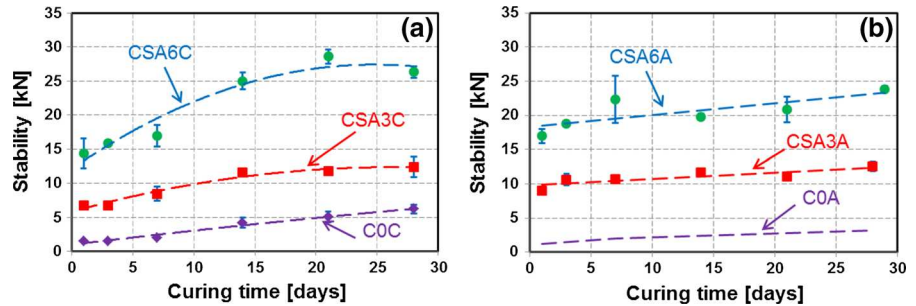 (a)
Stability [kN]
35
30
25
20
15
10
5
0
CSA6C
CSA3C
C0C
0 5 10 15 20 25 30
Curing time [days]
(b)
Stability [kN]
35
30
25
20
15
10
5
0
CSA6A
CSA3A
C0A
0 5 10 15 20 25 30
Curing time [days]